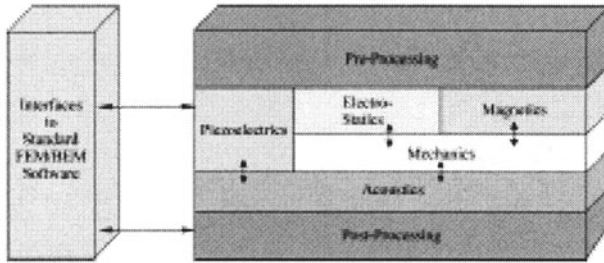 Interfaces
to
Standard
FEM/BEM
Software
Pre-Processing
Piezoelectrics
Electro-
Statics
Magnetics
Mechanics
Acoustics
Post-Processing